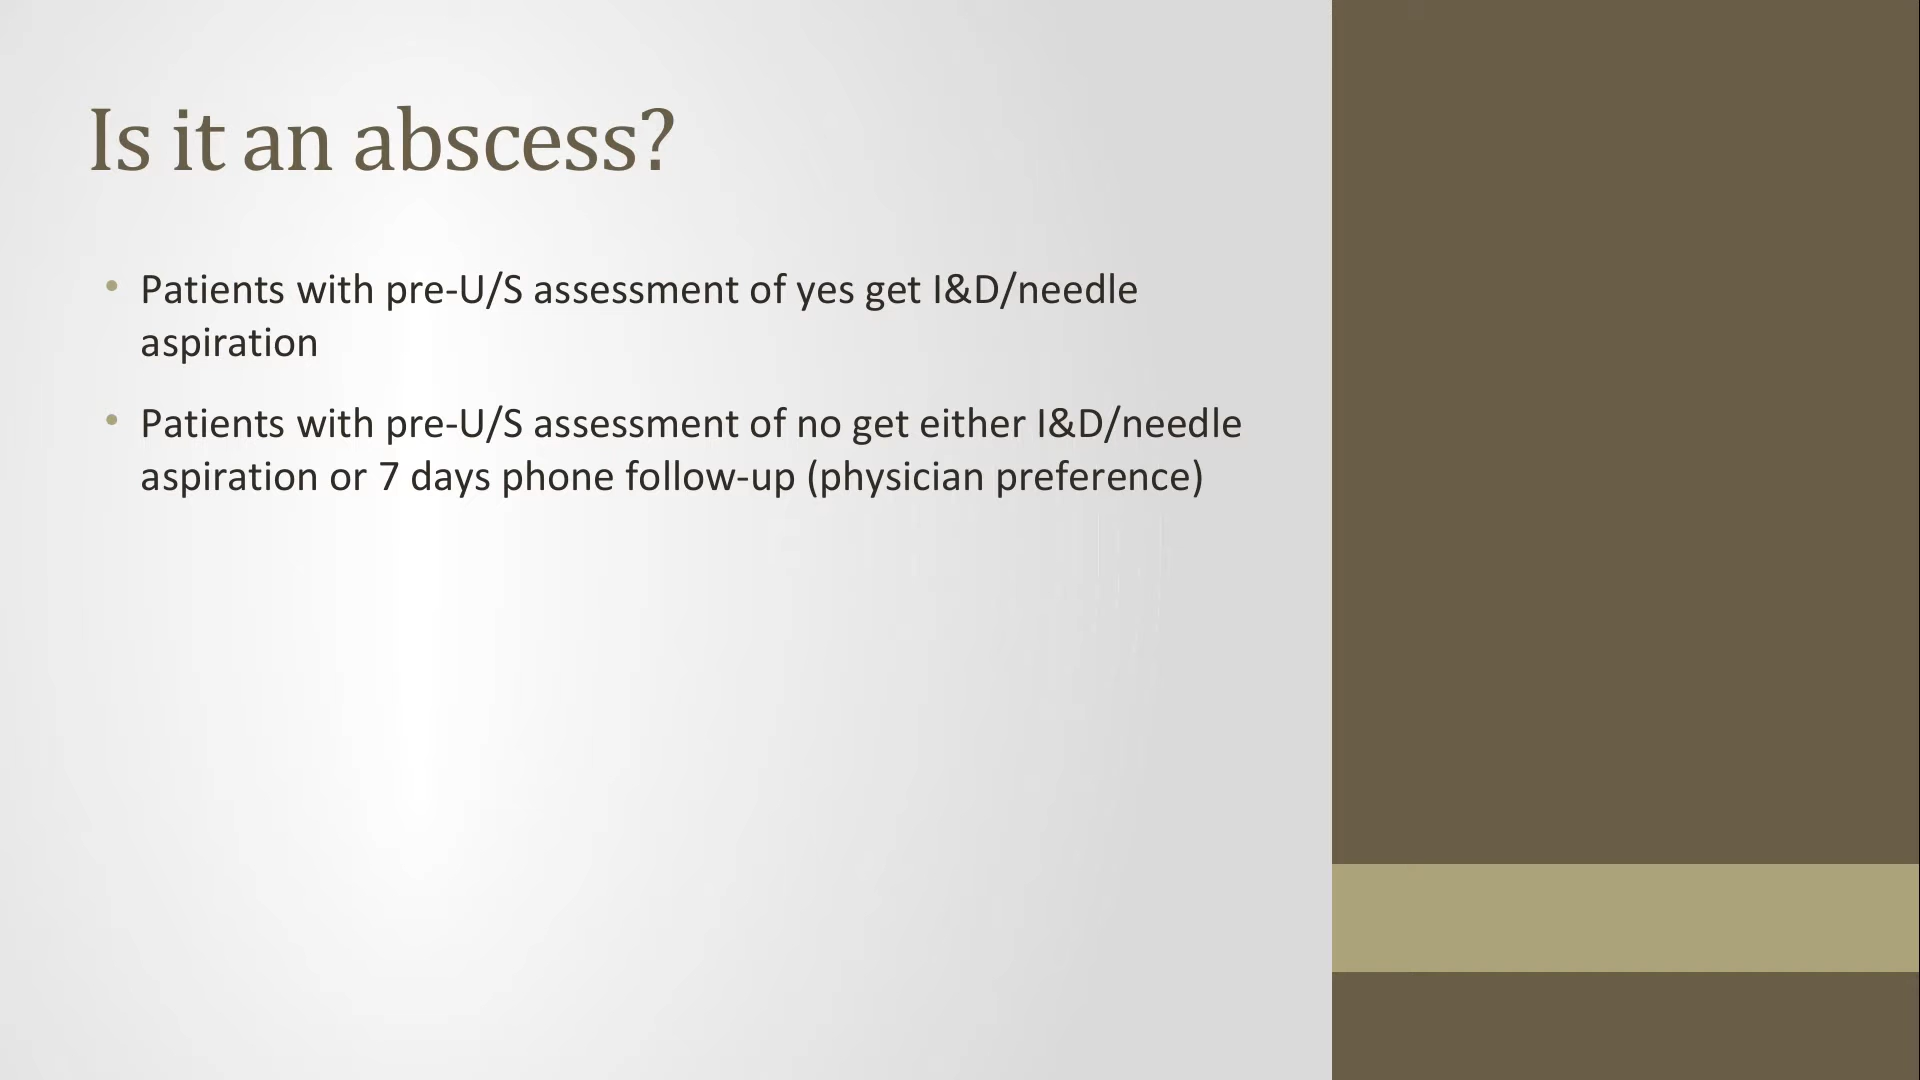 Is it an abscess?
• Patients with pre-U/S assessment of yes get I&D/needle
aspiration
• Patients with pre-U/S assessment of no get either I&D/needle
aspiration or 7 days phone follow-up (physician preference)